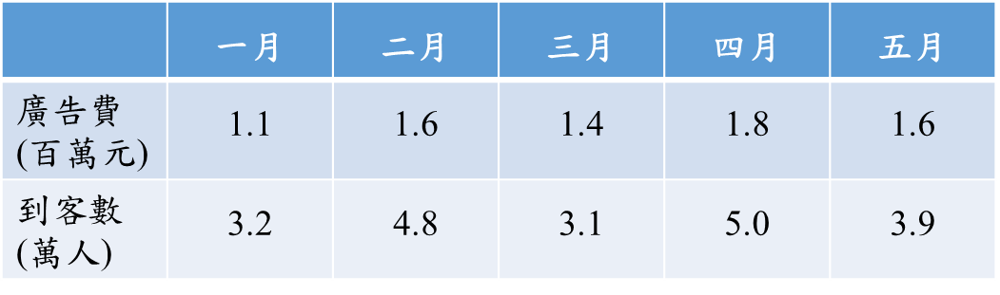 一月 二月 三月 四月 五月
廣告費
(百萬元) 1.1 1.6 1.4 1.8 1.6
到客數
(萬人) 3.2 4.8 3.1 5.0 3.9